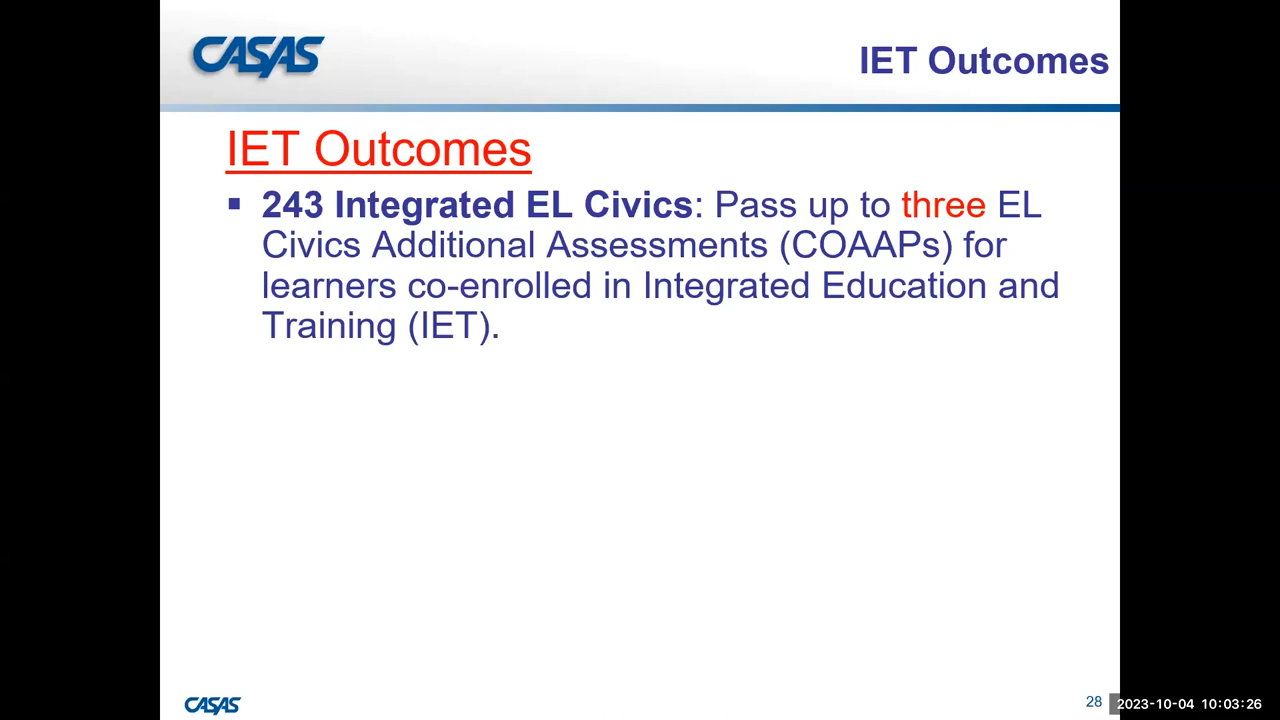 CASAS
IET Outcomes
IET Outcomes
▪ 243 Integrated EL Civics: Pass up to three EL
Civics Additional Assessments (COAAPs) for
learners co-enrolled in Integrated Education and
Training (IET).
CASAS
28
2023-10-04 10:03:26